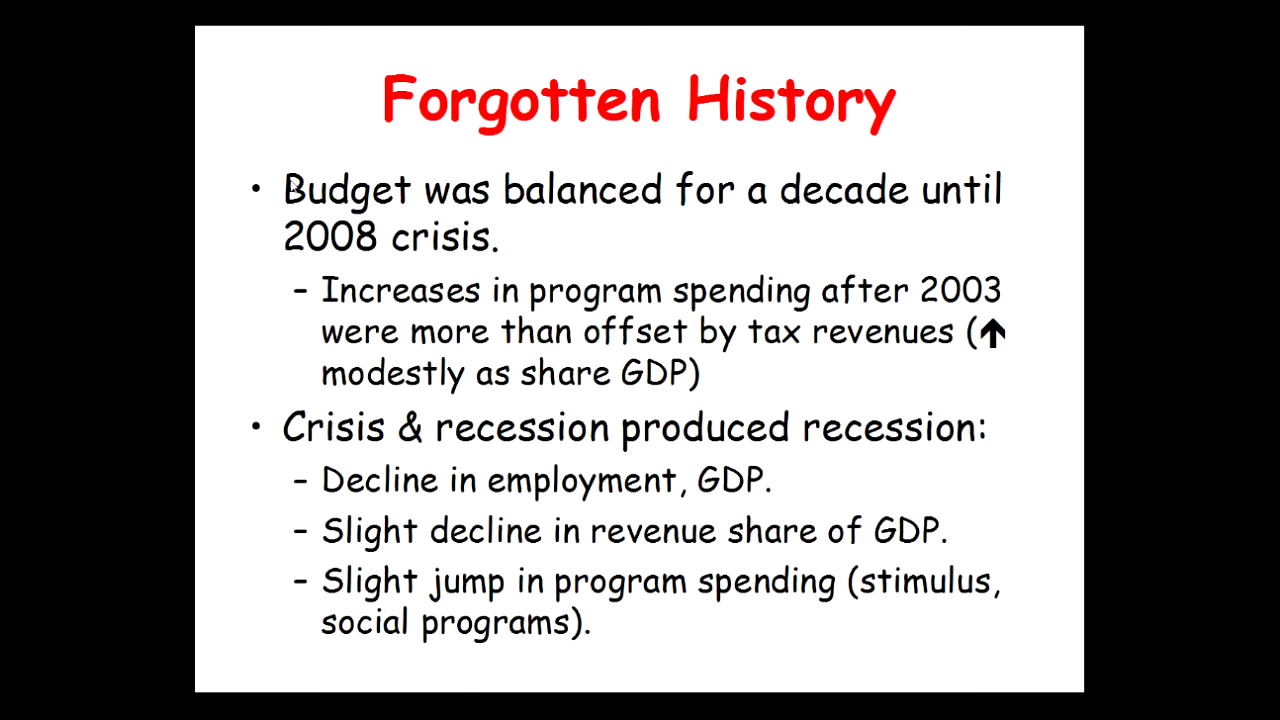 Forgotten History
• Budget was balanced for a decade until
2008 crisis.
– Increases in program spending after 2003
were more than offset by tax revenues (↑
modestly as share GDP)
• Crisis & recession produced recession:
– Decline in employment, GDP.
– Slight decline in revenue share of GDP.
– Slight jump in program spending (stimulus,
social programs).